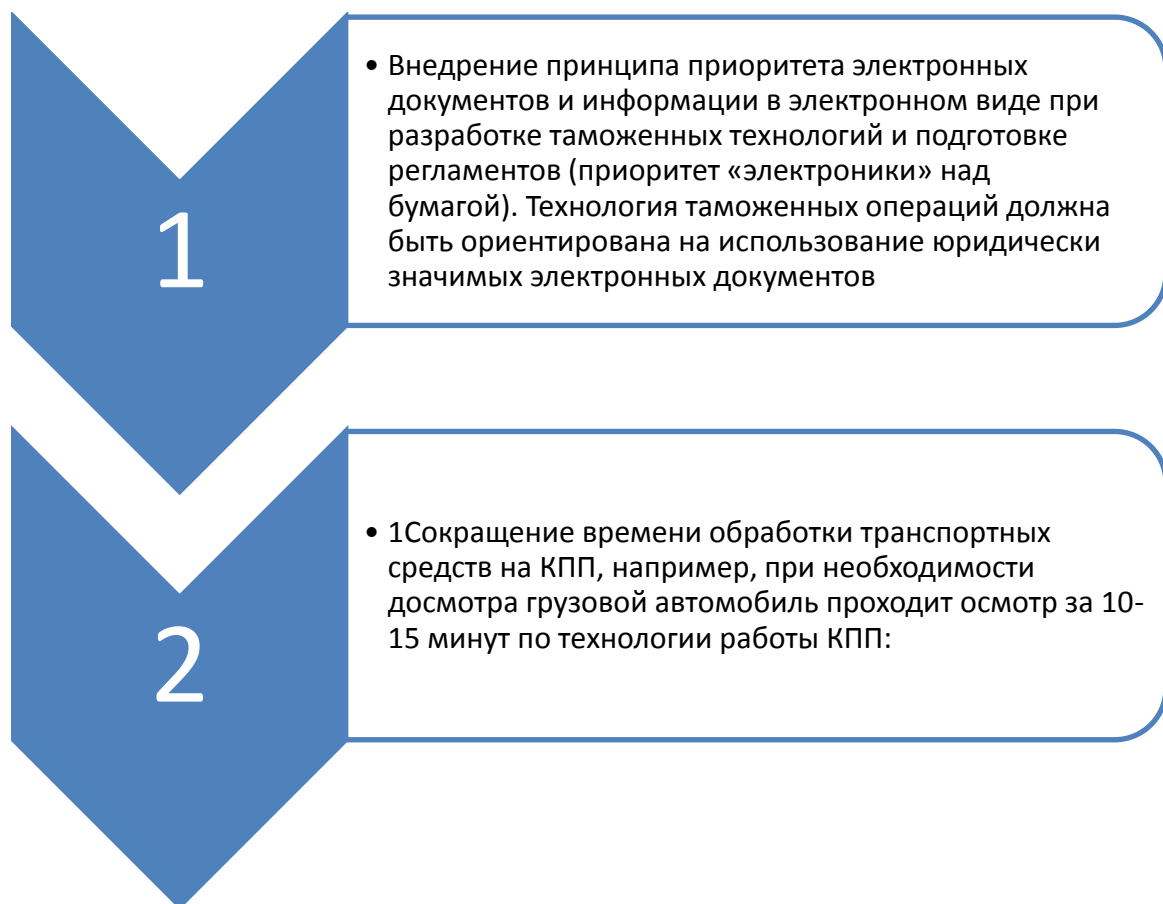 1
• Внедрение принципа приоритета электронных
документов и информации в электронном виде при
разработке таможенных технологий и подготовке
регламентов (приоритет «электроники» над
бумагой). Технология таможенных операций должна
быть ориентирована на использование юридически
значимых электронных документов
2
• 1Сокращение времени обработки транспортных
средств на КПП, например, при необходимости
досмотра грузовой автомобиль проходит осмотр за 10-
15 минут по технологии работы КПП: